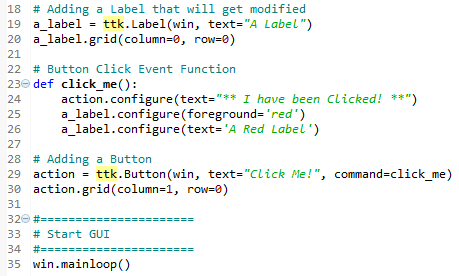 18 # Adding a Label that will get modified
19 a_label = ttk.Label(win, text="A Label")
20 a_label.grid(column=0, row=0)
21
22 # Button Click Event Function
23 def click_me():
24     action.configure(text="** I have been Clicked! **")
25     a_label.configure(foreground='red')
26     a_label.configure(text='A Red Label')
27
28 # Adding a Button
29 action = ttk.Button(win, text="Click Me!", command=click_me)
30 action.grid(column=1, row=0)
31
32 #======================
33 # Start GUI
34 #======================
35 win.mainloop()